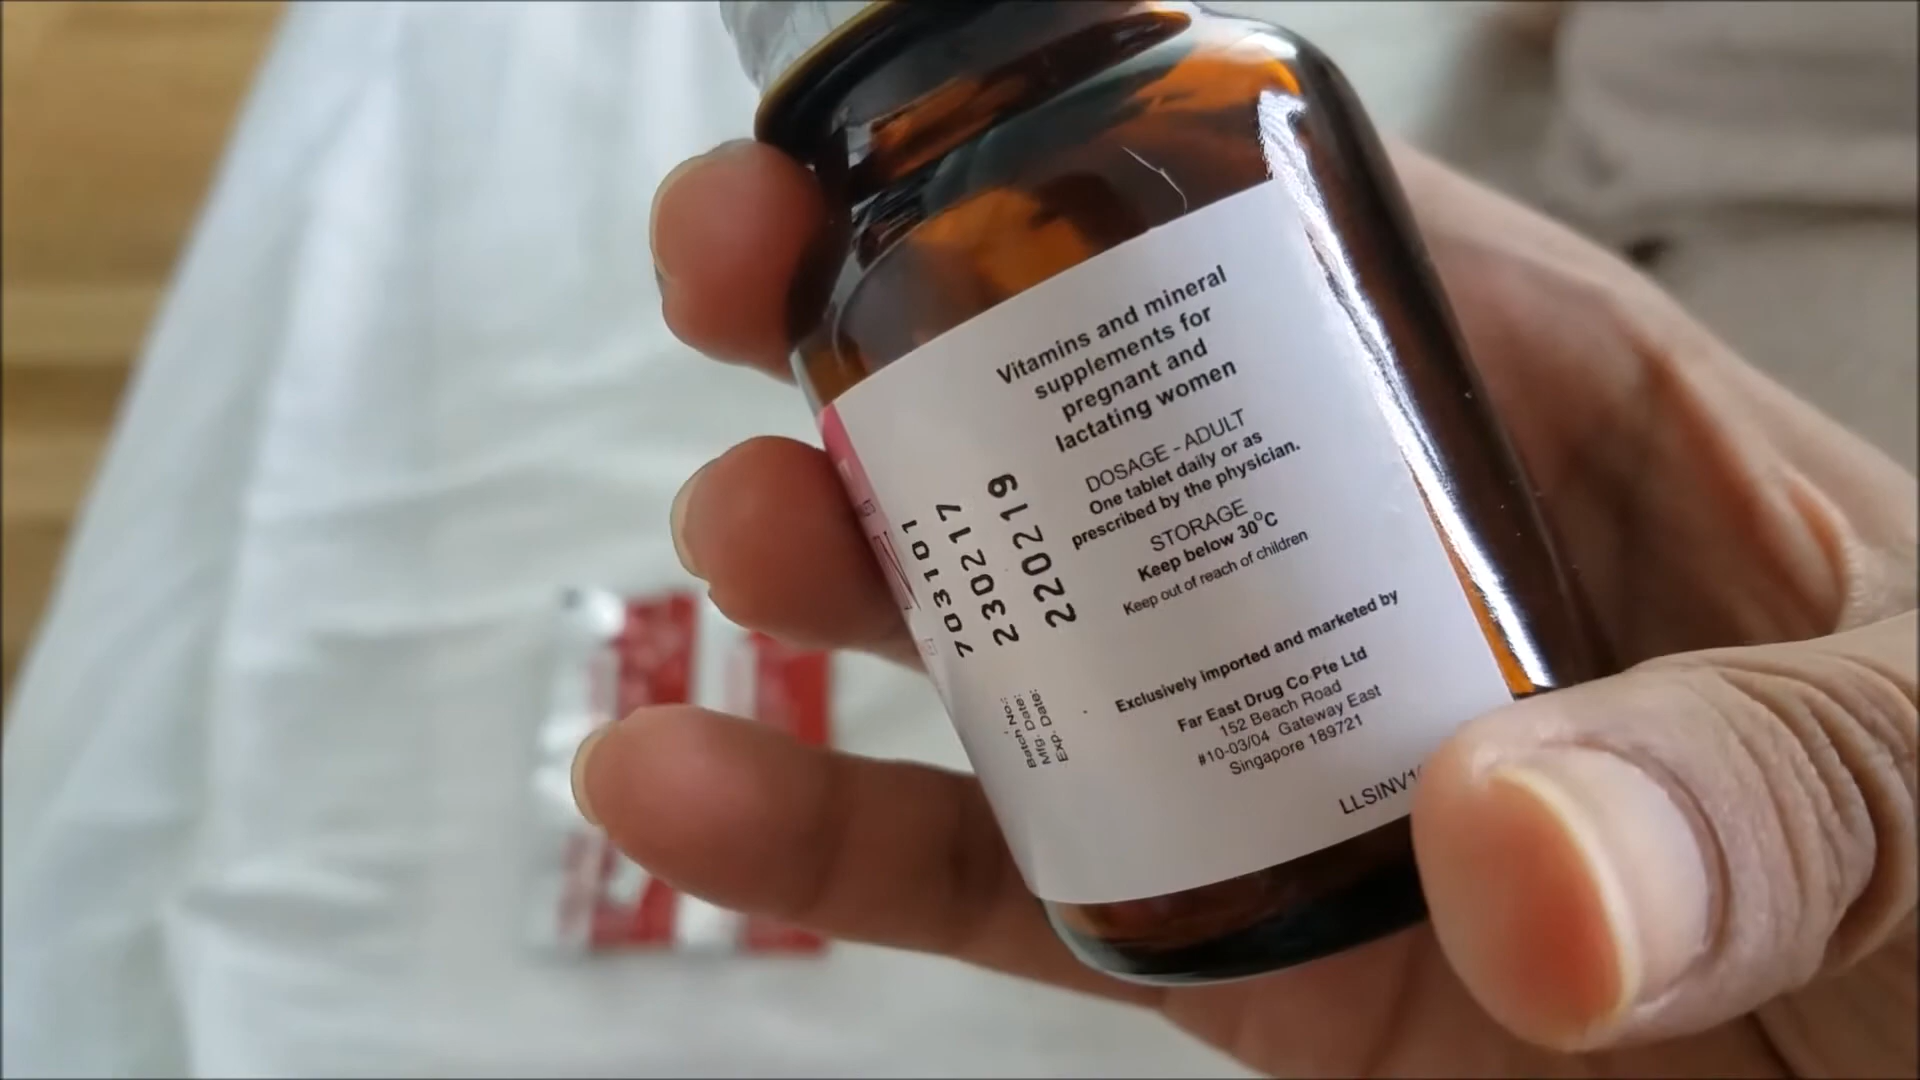 Vitamins and mineral
supplements for
pregnant and
lactating women
DOSAGE - ADULT
One tablet daily or as
prescribed by the physician.
STORAGE
Keep below 30°C
Keep out of reach of children
Exclusively imported and marketed by
Far East Drug Co Pte Ltd
152 Beach Road
#10-03/04 Gateway East
Singapore 189721
Batch No.: 703101
Mfg. Date: 230217
Exp. Date: 220219